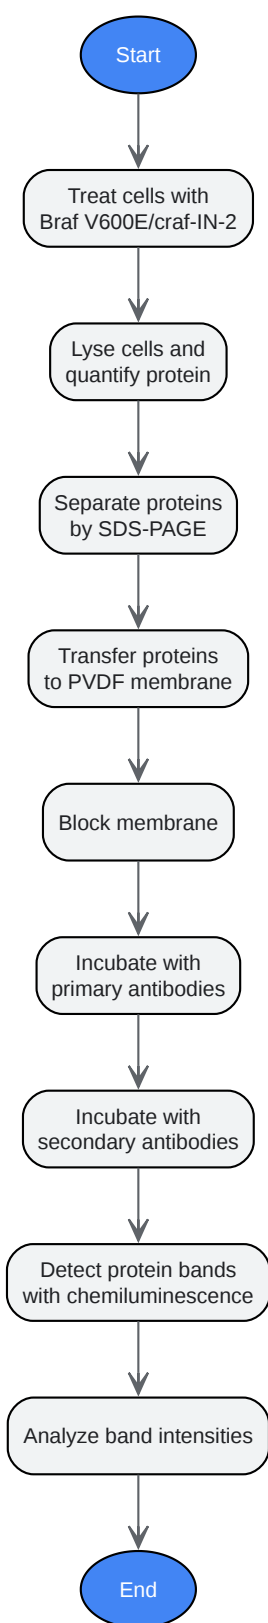 Start
Treat cells with
Braf V600E/craf-IN-2
Lyse cells and
quantify protein
Separate proteins
by SDS-PAGE
Transfer proteins
to PVDF membrane
Block membrane
Incubate with
primary antibodies
Incubate with
secondary antibodies
Detect protein bands
with chemiluminescence
Analyze band intensities
End